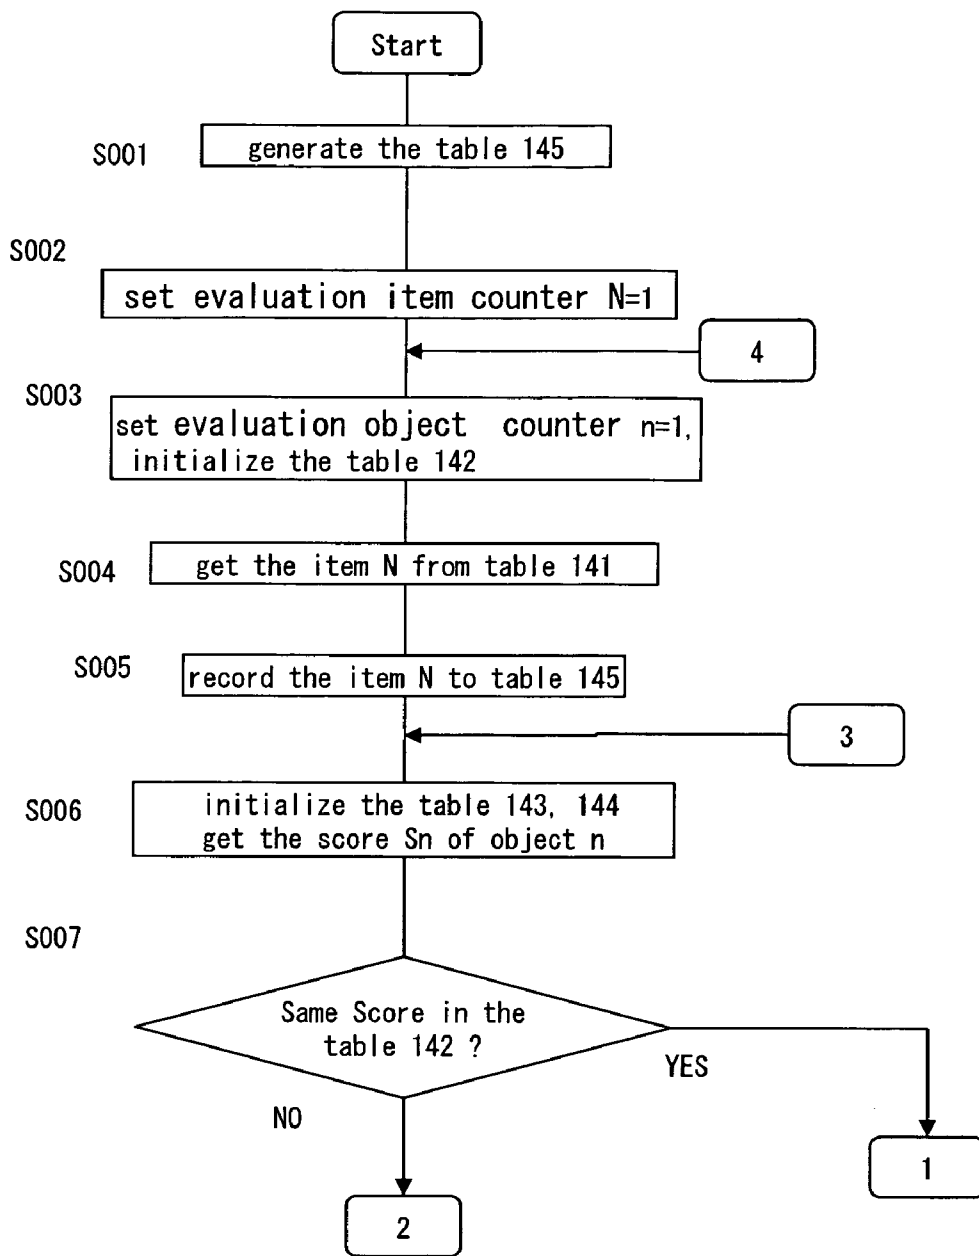 Start
S001
generate the table 145
S002
set evaluation item counter N=1
4
S003
set evaluation object counter n=1,
initialize the table 142
S004
get the item N from table 141
S005
record the item N to table 145
3
S006
initialize the table 143, 144
get the score Sn of object n
S007
Same Score in the
table 142 ?
YES
NO
1
2